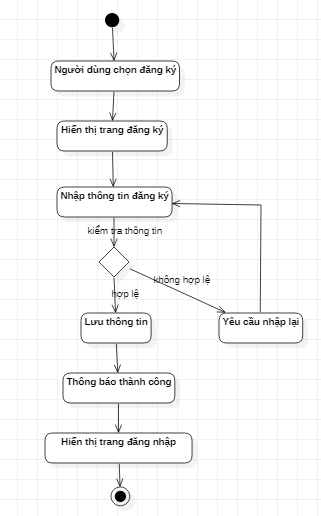 Người dùng chọn đăng ký
Hiển thị trang đăng ký
Nhập thông tin đăng ký
kiểm tra thông tin
không hợp lệ
hợp lệ
Lưu thông tin
Yêu cầu nhập lại
Thông báo thành công
Hiển thị trang đăng nhập